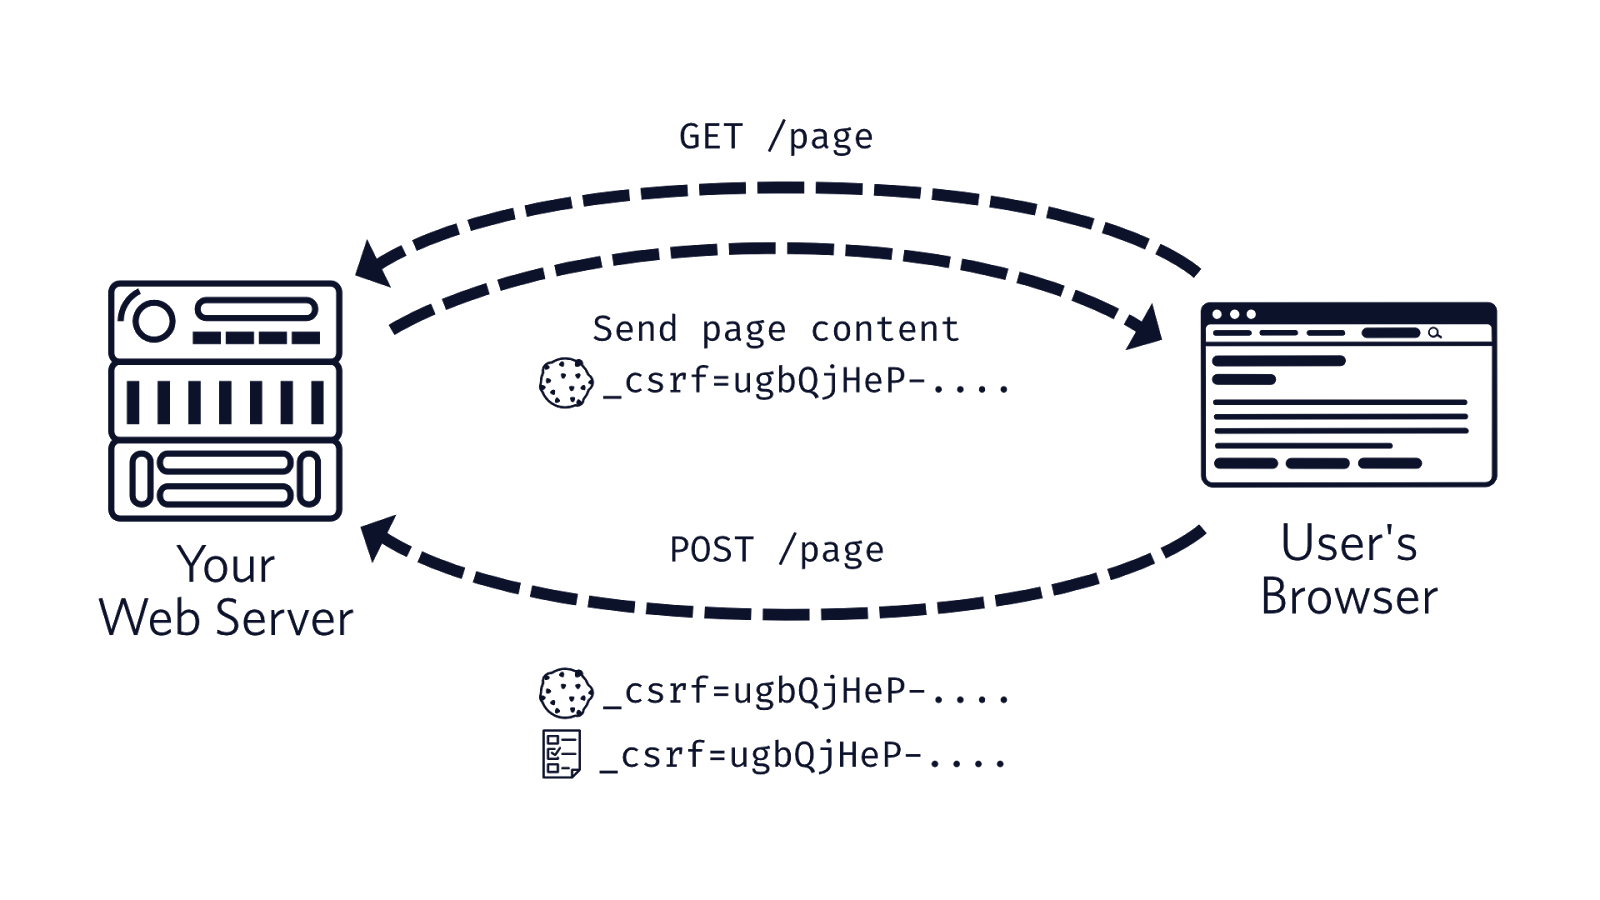 GET /page
Send page content
_csrf=ugbQjHeP-....
Your
Web Server
POST /page
User's
Browser
_csrf=ugbQjHeP-....
_csrf=ugbQjHeP-....